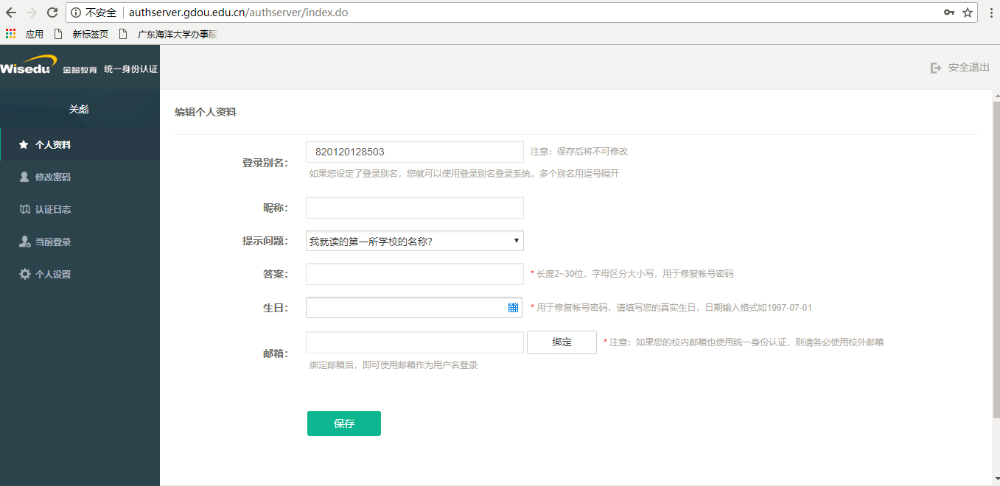 不安全 authserver.gdou.edu.cn/authserver/index.do
应用 新标签页 广东海洋大学办事服
Wisedu 金智教育 统一身份认证
安全退出
关彪
个人资料
修改密码
认证日志
当前登录
个人设置
编辑个人资料
登录别名: 820120128503 注意：保存后将不可修改
如果您设定了登录别名，您就可以使用登录别名登录系统，多个别名用逗号隔开
昵称:
提示问题: 我就读的第一所学校的名称?
答案: * 长度2~30位，字母区分大小写，用于修复帐号密码
生日: * 用于修复帐号密码，请填写您的真实生日，日期输入格式如1997-07-01
邮箱: 绑定 * 注意：如果您的校内邮箱也使用统一身份认证，则请务必使用校外邮箱
绑定邮箱后，即可使用邮箱作为用户名登录
保存